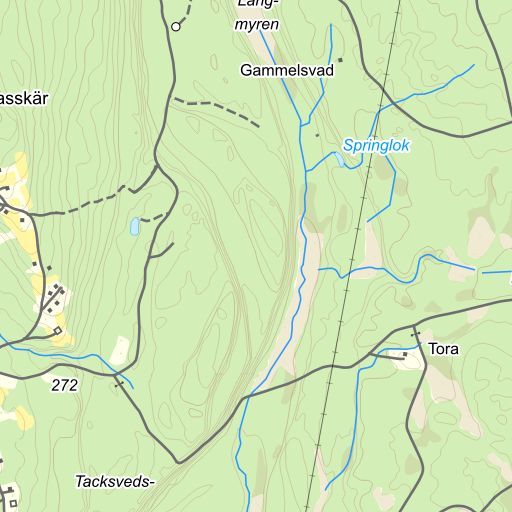 Lång-
myren
Gammelsvad
asskär
Springlok
Tora
272
Tacksveds-